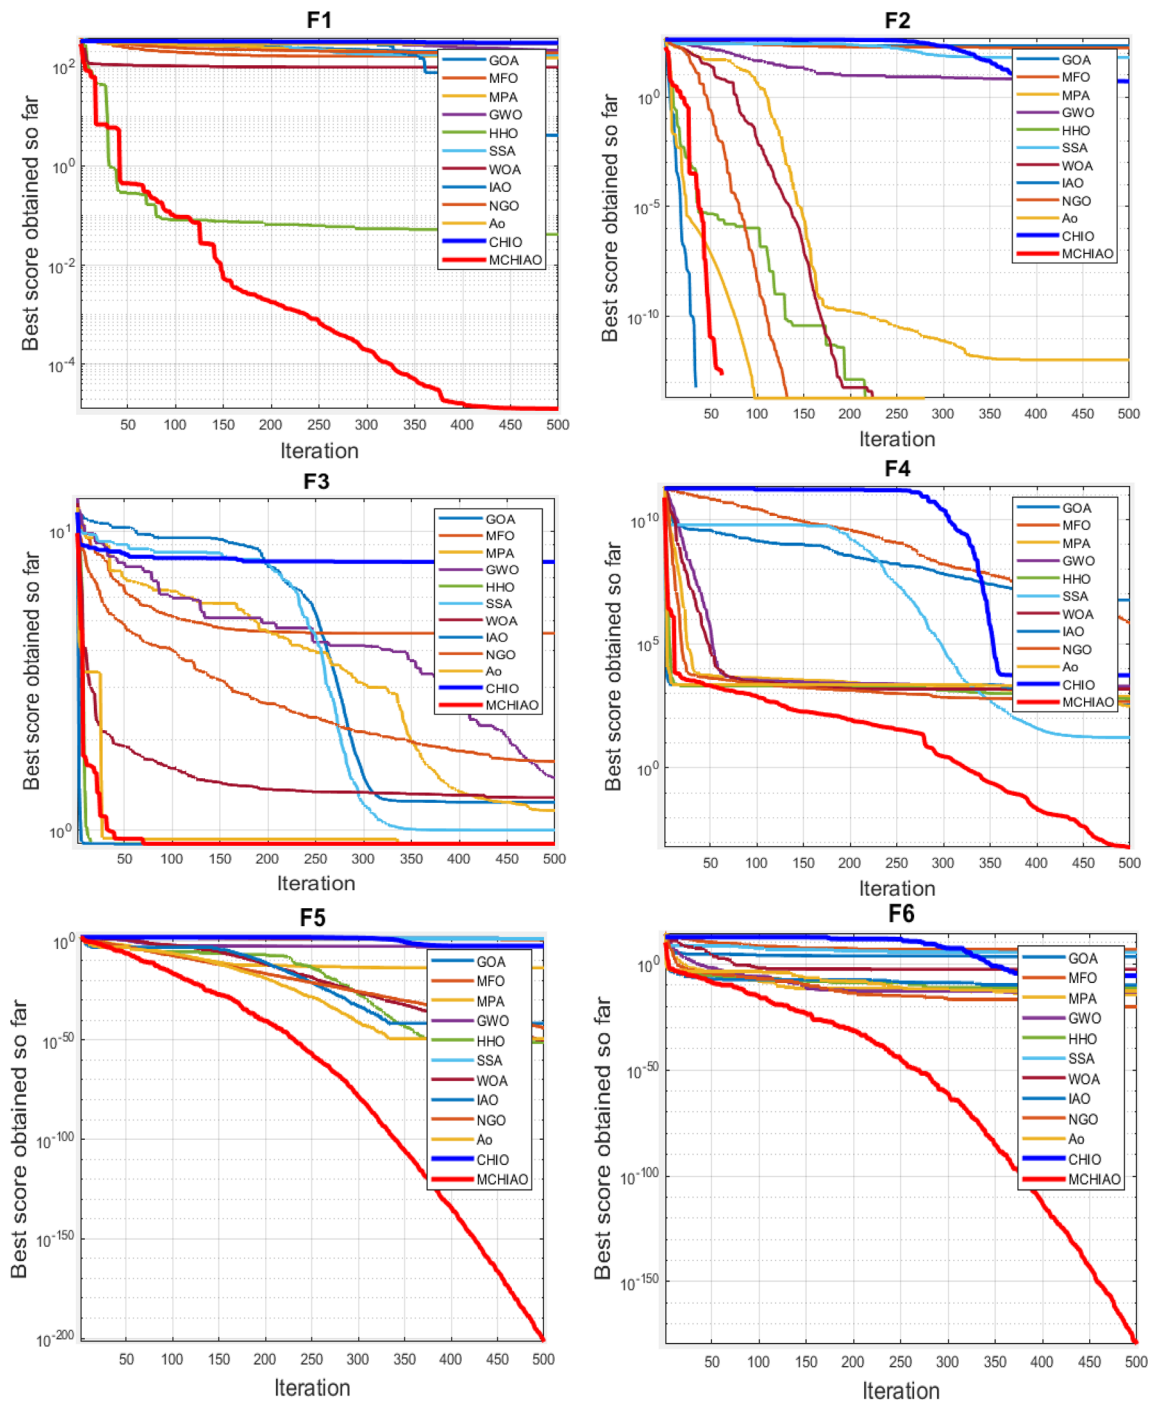 F1
Best score obtained so far
10^2
10^0
10^-2
10^-4
GOA
MFO
MPA
GWO
HHO
SSA
WOA
IAO
NGO
Ao
CHIO
MCHIAO
50 100 150 200 250 300 350 400 450 500
Iteration
F2
Best score obtained so far
10^0
10^-5
10^-10
GOA
MFO
MPA
GWO
HHO
SSA
WOA
IAO
NGO
Ao
CHIO
MCHIAO
50 100 150 200 250 300 350 400 450 500
Iteration
F3
Best score obtained so far
10^1
10^0
GOA
MFO
MPA
GWO
HHO
SSA
WOA
IAO
NGO
Ao
CHIO
MCHIAO
50 100 150 200 250 300 350 400 450 500
Iteration
F4
Best score obtained so far
10^10
10^5
10^0
GOA
MFO
MPA
GWO
HHO
SSA
WOA
IAO
NGO
Ao
CHIO
MCHIAO
50 100 150 200 250 300 350 400 450 500
Iteration
F5
Best score obtained so far
10^0
10^-50
10^-100
10^-150
10^-200
GOA
MFO
MPA
GWO
HHO
SSA
WOA
IAO
NGO
Ao
CHIO
MCHIAO
50 100 150 200 250 300 350 400 450 500
Iteration
F6
Best score obtained so far
10^0
10^-50
10^-100
10^-150
GOA
MFO
MPA
GWO
HHO
SSA
WOA
IAO
NGO
Ao
CHIO
MCHIAO
50 100 150 200 250 300 350 400 450 500
Iteration